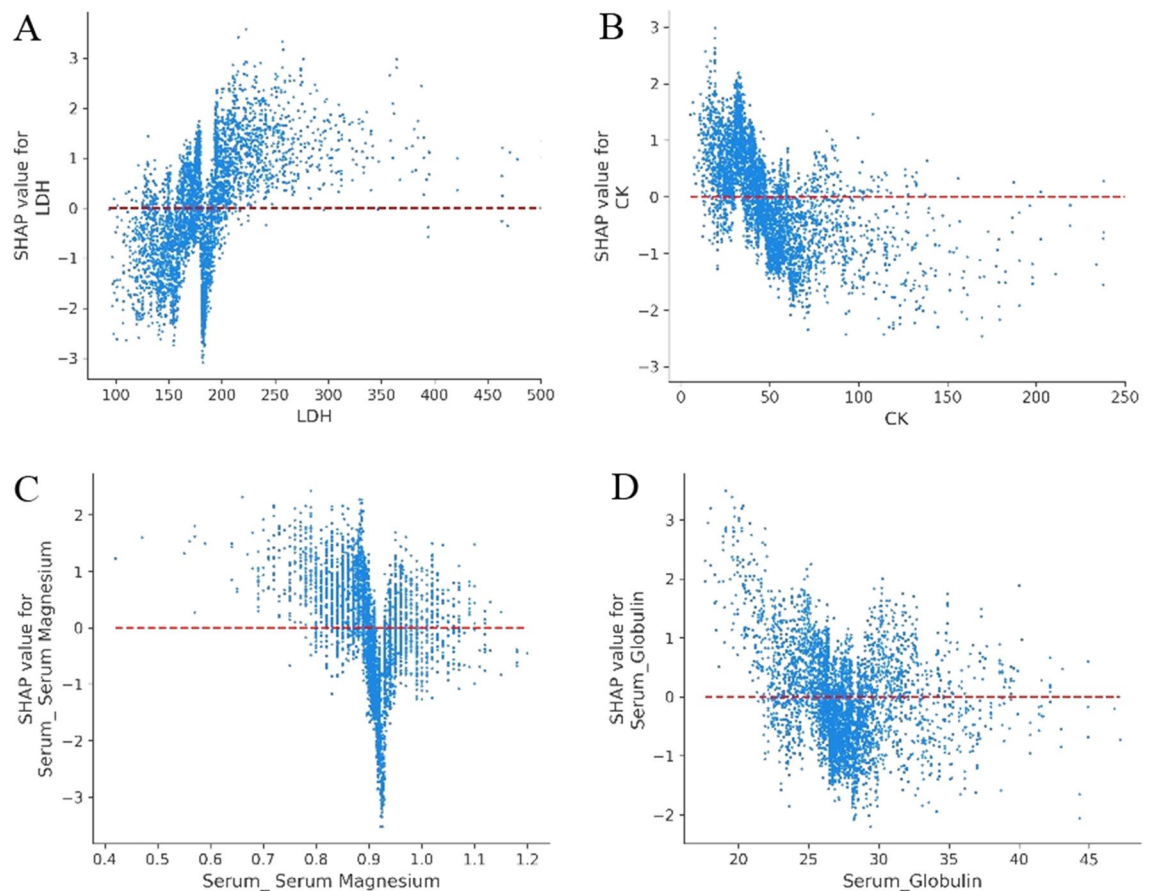 A
SHAP value for
LDH
3
2
1
0
−1
−2
−3
100 150 200 250 300 350 400 450 500
LDH
B
SHAP value for
CK
3
2
1
0
−1
−2
−3
0 50 100 150 200 250
CK
C
SHAP value for
Serum_ Serum Magnesium
2
1
0
−1
−2
−3
0.4 0.5 0.6 0.7 0.8 0.9 1.0 1.1 1.2
Serum_ Serum Magnesium
D
SHAP value for
Serum_Globulin
3
2
1
0
−1
−2
20 25 30 35 40 45
Serum_Globulin